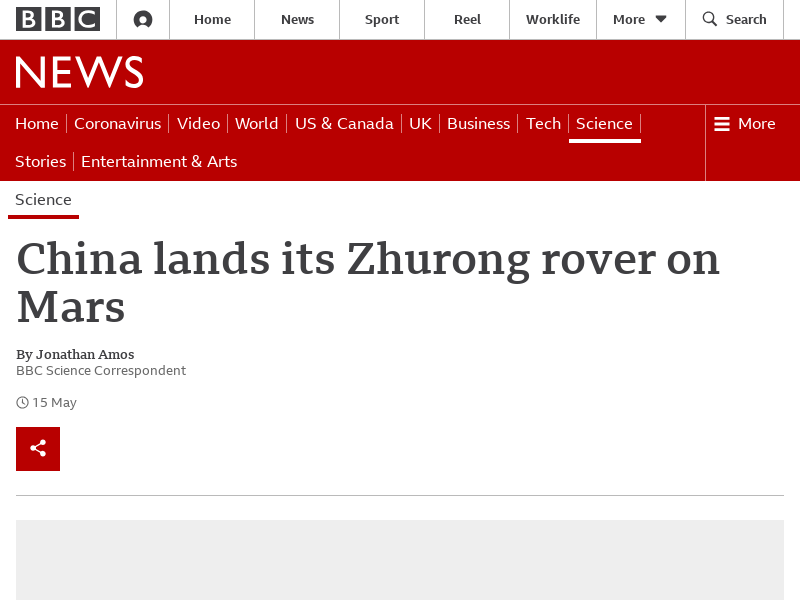 BBC Home News Sport Reel Worklife More Search
NEWS
Home Coronavirus Video World US & Canada UK Business Tech Science More
Stories Entertainment & Arts
Science
China lands its Zhurong rover on
Mars
By Jonathan Amos
BBC Science Correspondent
15 May